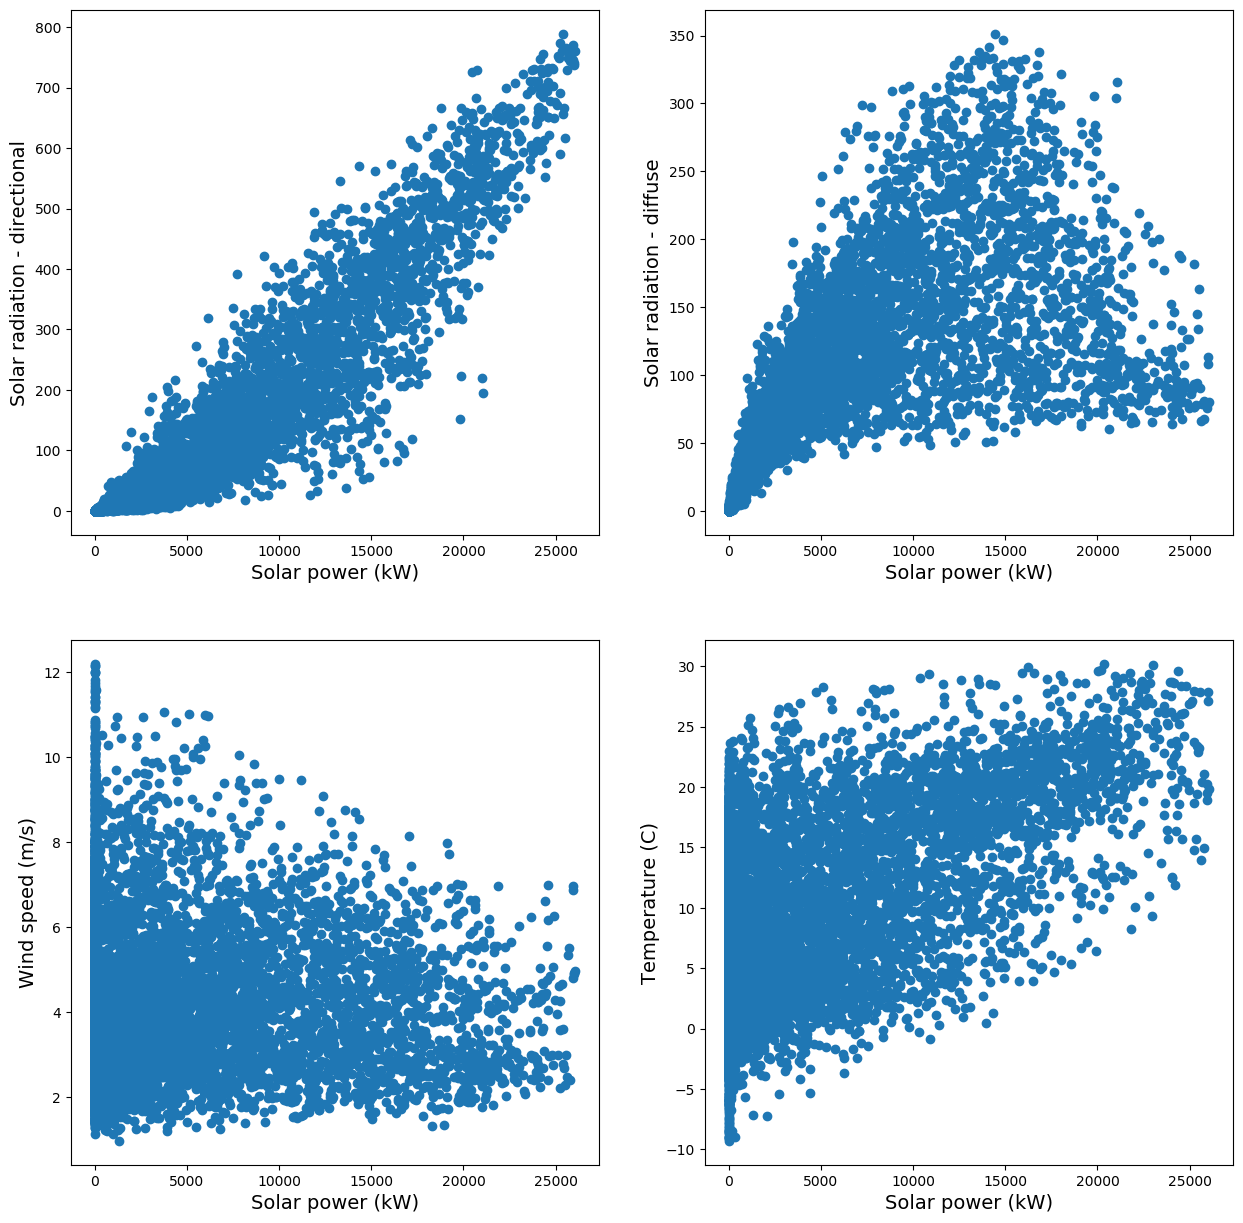 Solar radiation - directional
800
700
600
500
400
300
200
100
0
0 5000 10000 15000 20000 25000
Solar power (kW)
Solar radiation - diffuse
350
300
250
200
150
100
50
0
0 5000 10000 15000 20000 25000
Solar power (kW)
Wind speed (m/s)
12
10
8
6
4
2
0 5000 10000 15000 20000 25000
Solar power (kW)
Temperature (C)
30
25
20
15
10
5
0
−5
−10
0 5000 10000 15000 20000 25000
Solar power (kW)